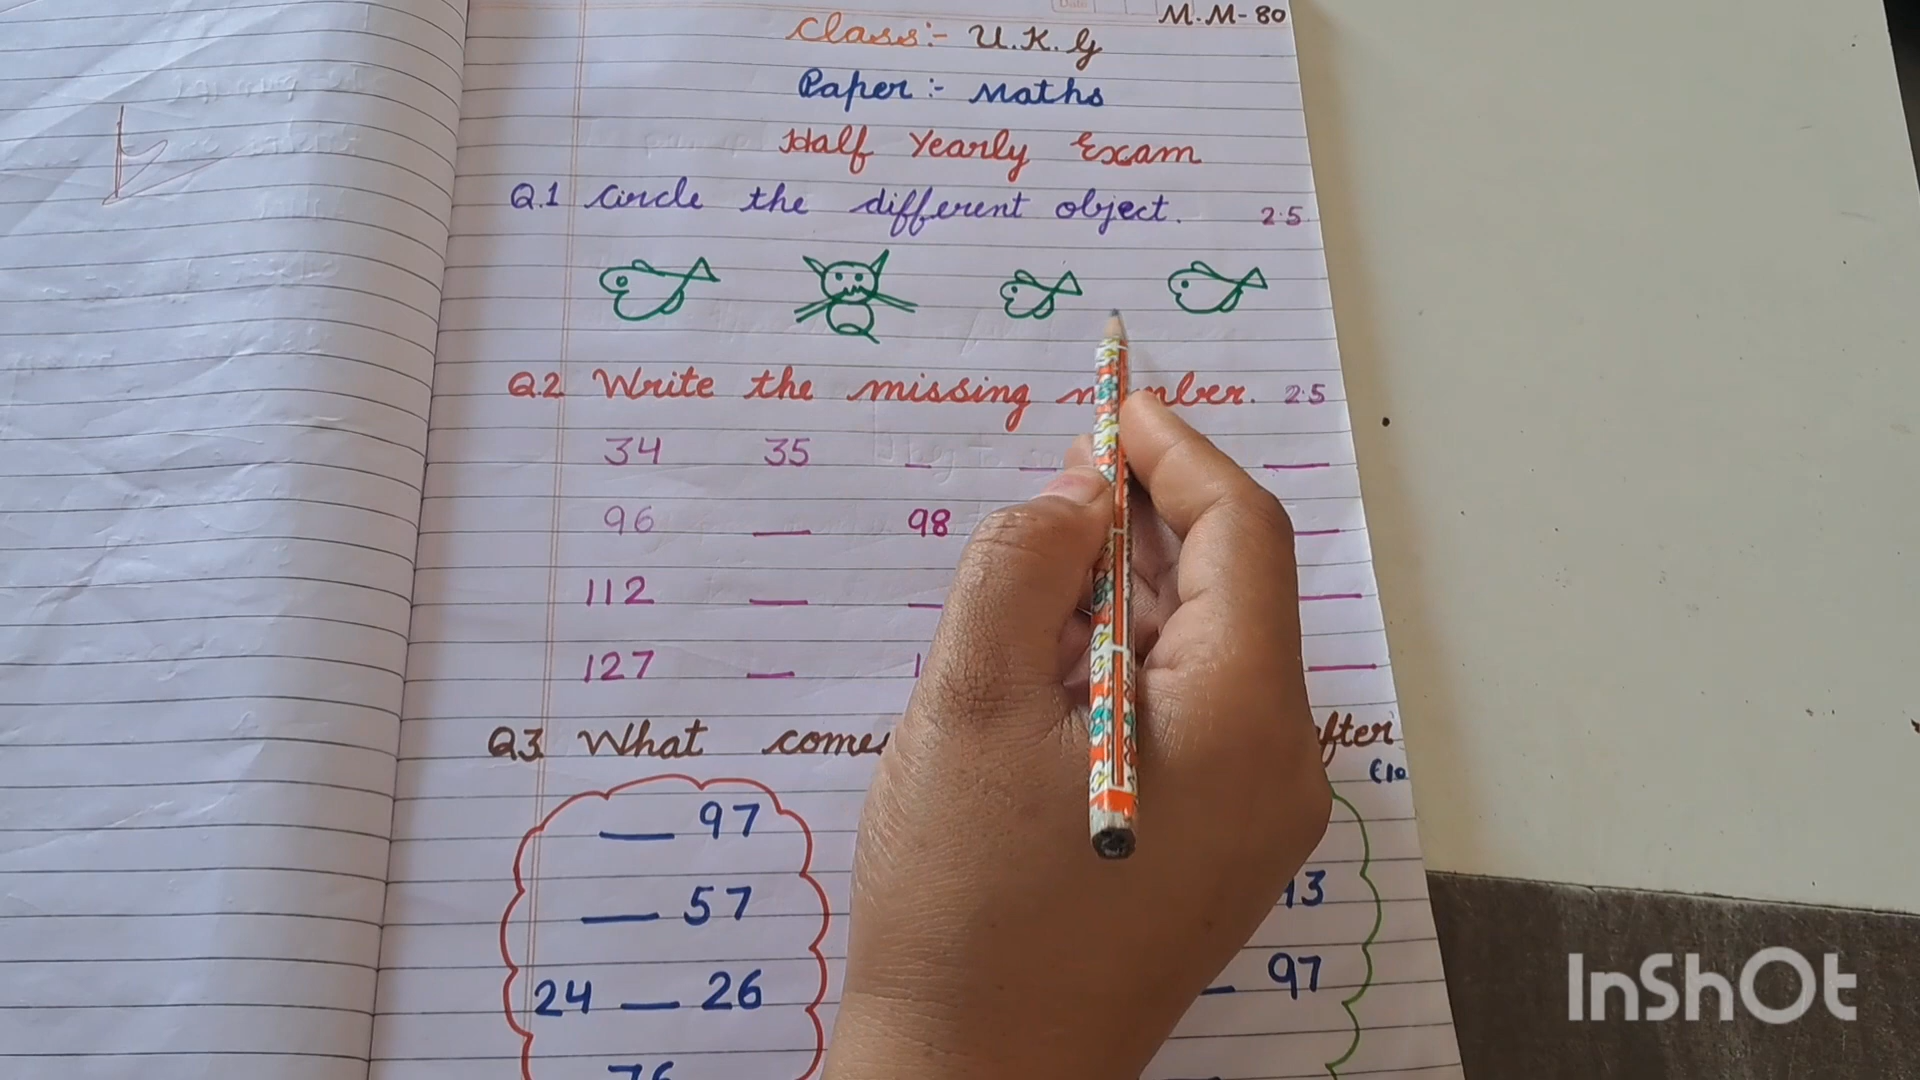 M.M-80
Class:- U.K.G
Paper:- Maths
Half Yearly Exam
Q.1 Circle the different object. 2.5
Q.2 Write the missing number. 2.5
34 35 _ _ _
96 _ 98 _
112 _ _ _
127 _ _
Q3 What comes after
_ 97
_ 57
24 _ 26
76
_ 97
InShOt